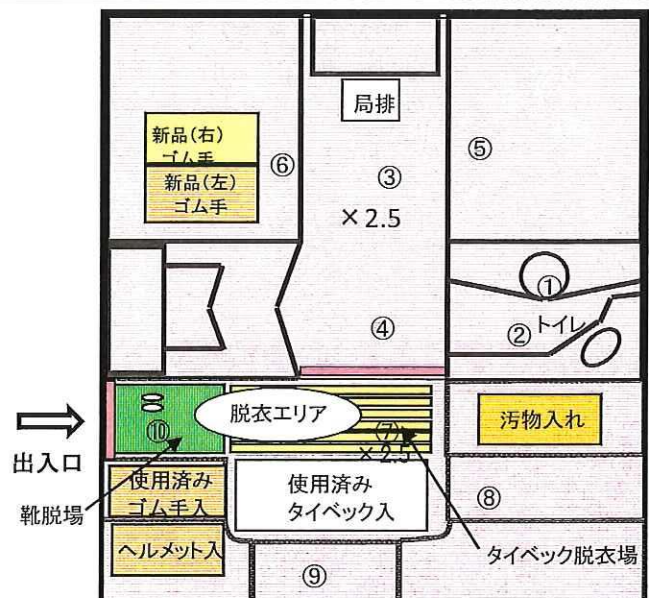 局排
新品(右)
ゴム手
新品(左)
ゴム手
⑥
③
×2.5
⑤
①
②
トイレ
④
出入口
⑩
脱衣エリア
⑦
×2.5
汚物入れ
使用済み
ゴム手入
使用済み
タイベック入
⑧
靴脱場
ヘルメット入
⑨
タイベック脱衣場